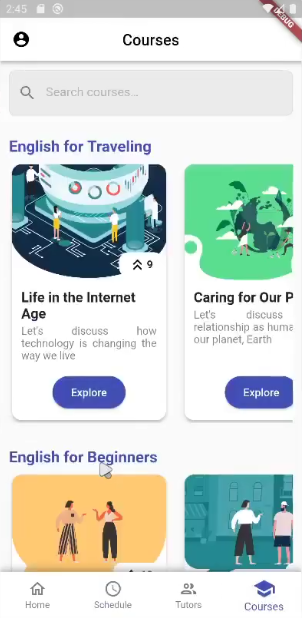 2:45
DEBUG
Courses
Search courses...
English for Traveling
9
Life in the Internet
Age
Let's discuss how
technology is changing the
way we live
Explore
Caring for Our P
Let's discuss
relationship as huma
our planet, Earth
Explore
English for Beginners
Home
Schedule
Tutors
Courses